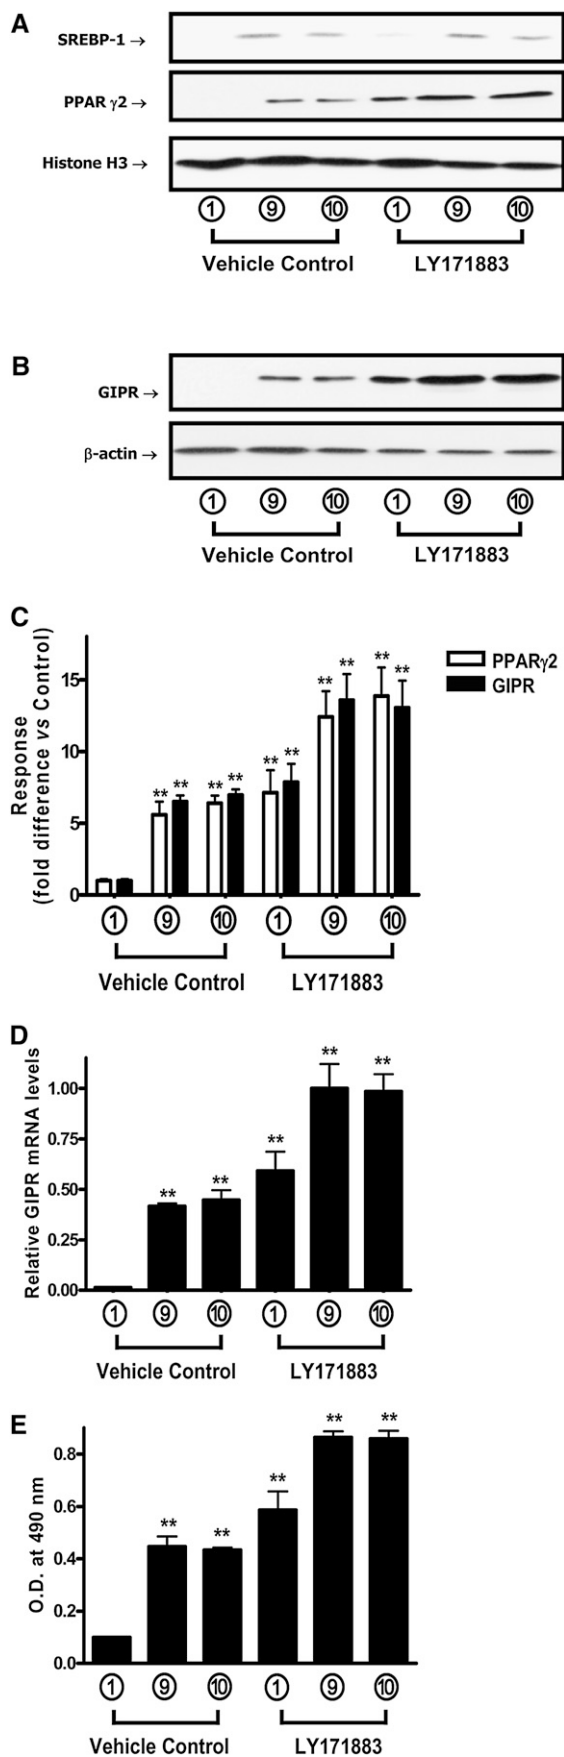 A
SREBP-1 →
PPAR γ2 →
Histone H3 →
① ⑨ ⑩ ① ⑨ ⑩
Vehicle Control LY171883
B
GIPR →
β-actin →
① ⑨ ⑩ ① ⑨ ⑩
Vehicle Control LY171883
C
Response
(fold difference vs Control)
15
10
5
0
** ** ** ** ** ** ** ** ** **
PPARγ2
GIPR
① ⑨ ⑩ ① ⑨ ⑩
Vehicle Control LY171883
D
Relative GIPR mRNA levels
1.00
0.75
0.50
0.25
0.00
** ** ** ** **
① ⑨ ⑩ ① ⑨ ⑩
Vehicle Control LY171883
E
O.D. at 490 nm
0.8
0.6
0.4
0.2
0.0
** ** ** ** **
① ⑨ ⑩ ① ⑨ ⑩
Vehicle Control LY171883